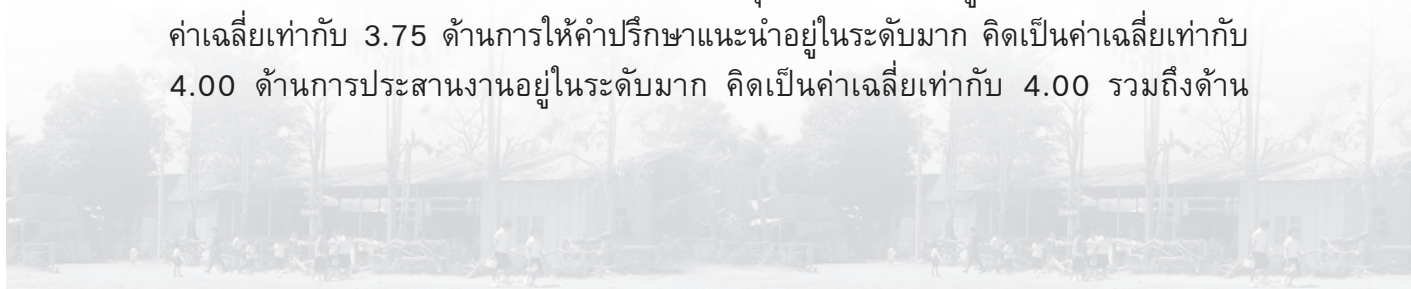 ค่าเฉลี่ยเท่ากับ 3.75 ด้านการให้คำปรึกษาแนะนำอยู่ในระดับมาก คิดเป็นค่าเฉลี่ยเท่ากับ
4.00 ด้านการประสานงานอยู่ในระดับมาก คิดเป็นค่าเฉลี่ยเท่ากับ 4.00 รวมถึงด้าน